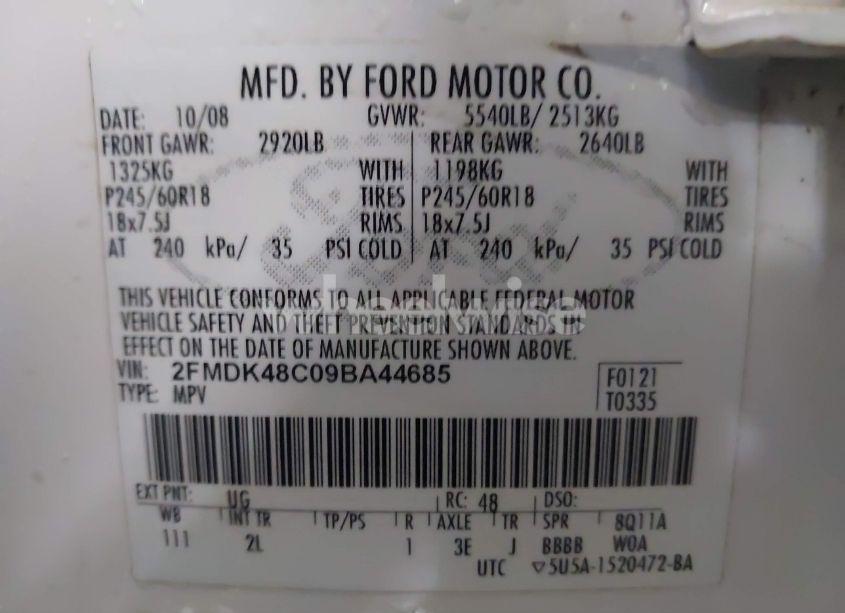 MFD. BY FORD MOTOR CO.
DATE: 10/08 GVWR: 5540LB/ 2513KG
FRONT GAWR: 2920LB REAR GAWR: 2640LB
1325KG WITH 1198KG WITH
P245/60R18 TIRES P245/60R18 TIRES
18x7.5J RIMS 18x7.5J RIMS
AT 240 kPa/ 35 PSI COLD AT 240 kPa/ 35 PSI COLD
THIS VEHICLE CONFORMS TO ALL APPLICABLE FEDERAL MOTOR
VEHICLE SAFETY AND THEFT PREVENTION STANDARDS IN
EFFECT ON THE DATE OF MANUFACTURE SHOWN ABOVE.
VIN: 2FMDK48C09BA44685 F0121
TYPE: MPV T0335
EXT PNT: UG RC: 48 DSO:
WB INT TR TP/PS R AXLE TR SPR 8Q11A
111 2L 1 3E J BBBB WOA
UTC ▽5U5A-1520472-BA